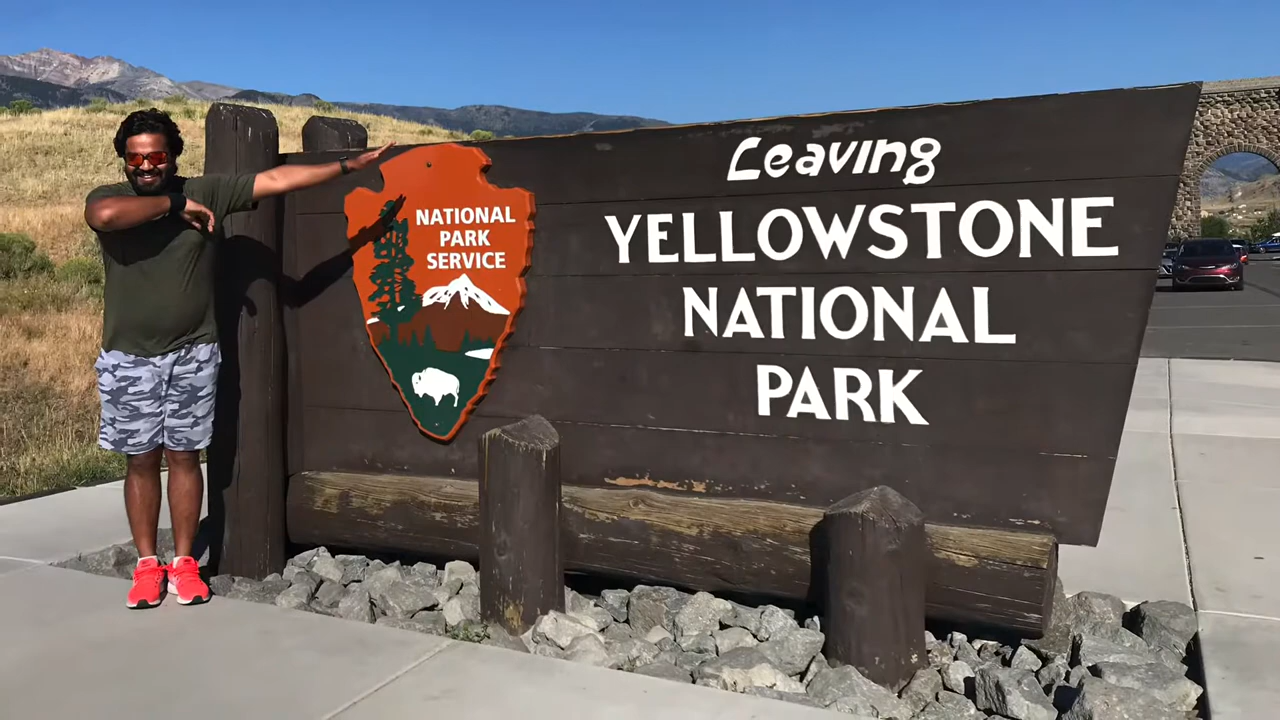 NATIONAL
PARK
SERVICE
Leaving
YELLOWSTONE
NATIONAL
PARK